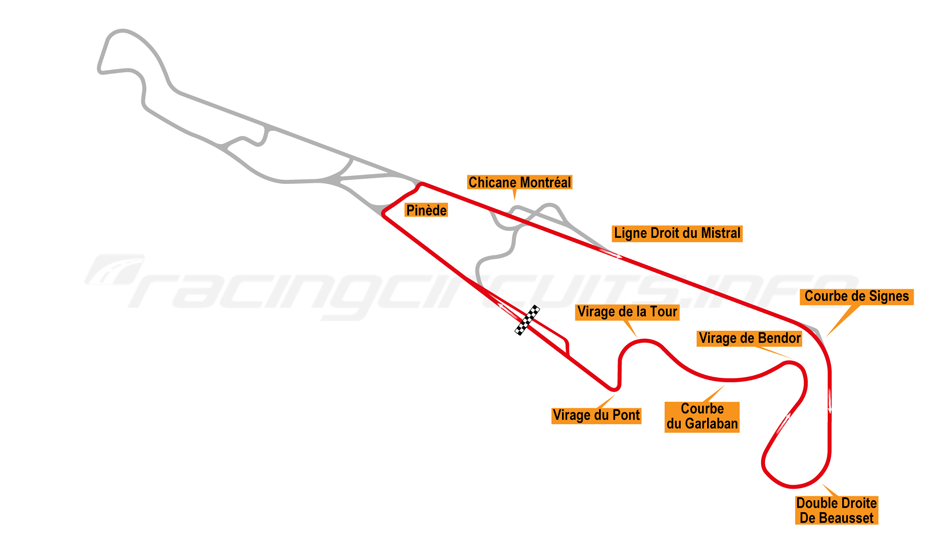 Chicane Montréal
Pinède
Ligne Droit du Mistral
racingcircuits.info
Courbe de Signes
Virage de la Tour
Virage de Bendor
Virage du Pont
Courbe
du Garlaban
Double Droite
De Beausset